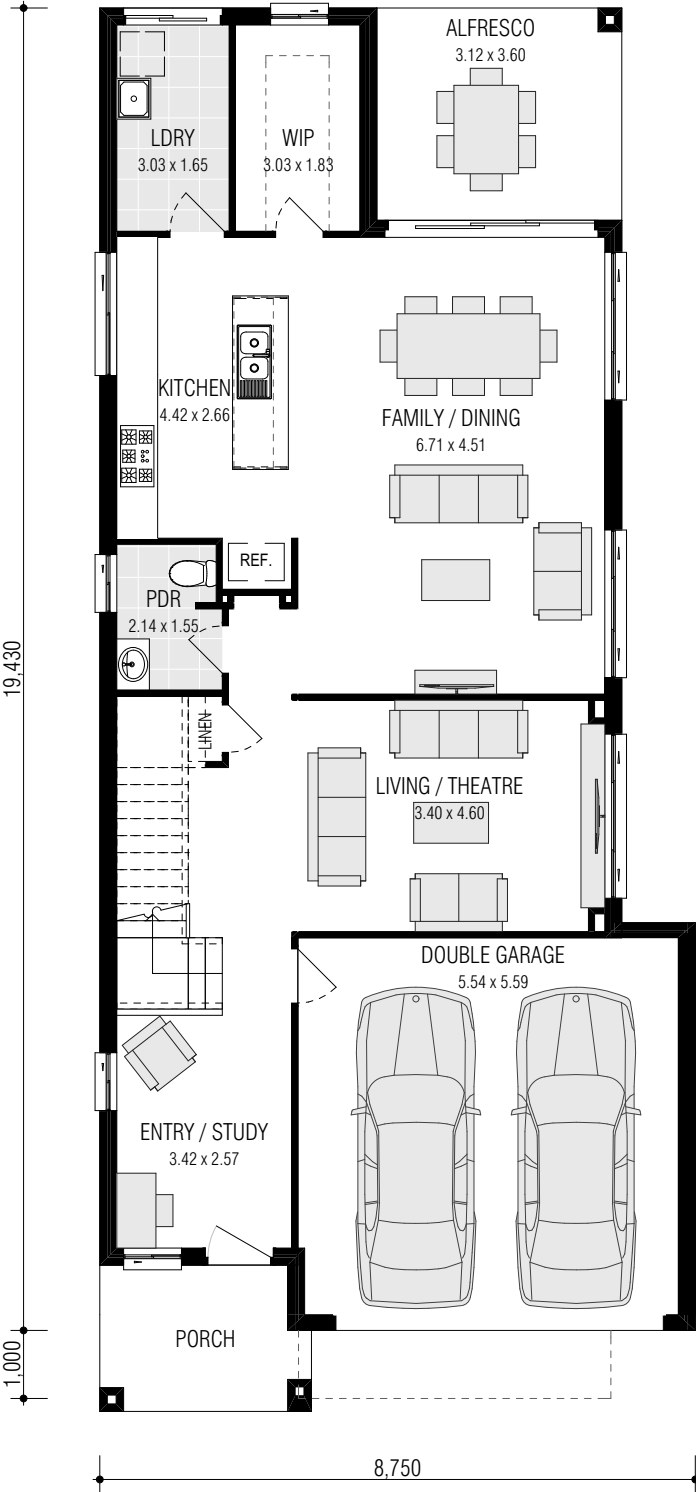 ALFRESCO
3.12 x 3.60
LDRY
3.03 x 1.65
WIP
3.03 x 1.83
KITCHEN
4.42 x 2.66
FAMILY / DINING
6.71 x 4.51
REF.
PDR
2.14 x 1.55
19,430
LINEN
LIVING / THEATRE
3.40 x 4.60
DOUBLE GARAGE
5.54 x 5.59
ENTRY / STUDY
3.42 x 2.57
PORCH
1,000
8,750